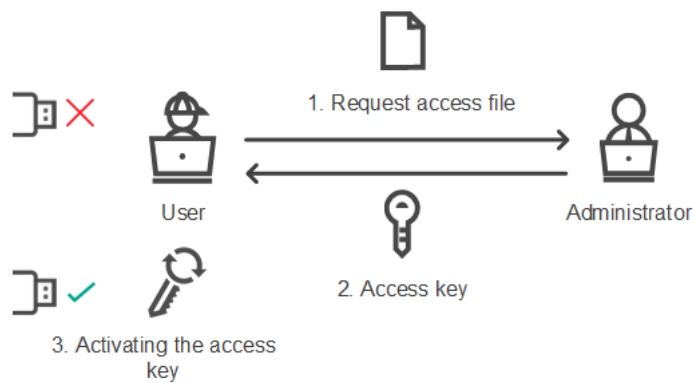 1. Request access file
User
Administrator
2. Access key
3. Activating the access
key